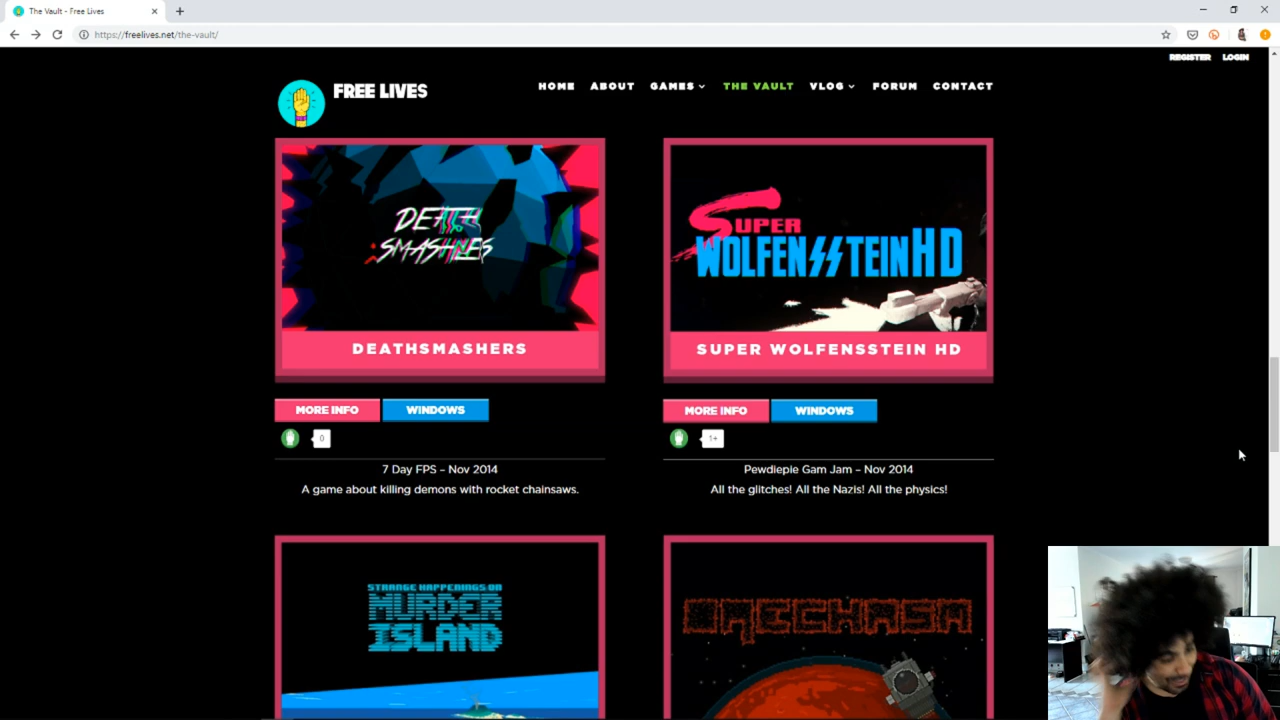 The Vault - Free Lives
https://freelives.net/the-vault/
REGISTER LOGIN
FREE LIVES
HOME ABOUT GAMES THE VAULT VLOG FORUM CONTACT
DEATH
SMASHERS
SUPER
WOLFENSSTEIN HD
DEATHSMASHERS
SUPER WOLFENSSTEIN HD
MORE INFO WINDOWS
MORE INFO WINDOWS
0
1+
7 Day FPS – Nov 2014
A game about killing demons with rocket chainsaws.
Pewdiepie Gam Jam – Nov 2014
All the glitches! All the Nazis! All the physics!
STRANGE HAPPENINGS ON
MURDER
ISLAND